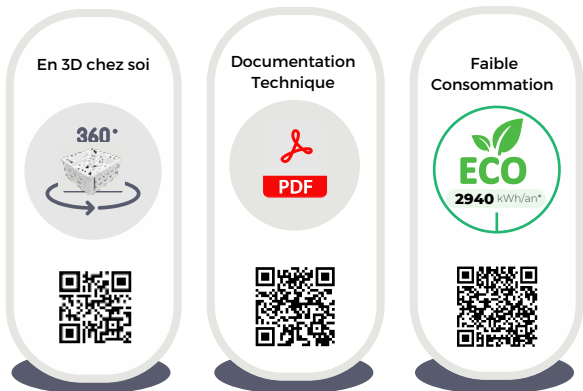 En 3D chez soi
360°
Documentation
Technique
PDF
Faible
Consommation
ECO
2940 kWh/an*